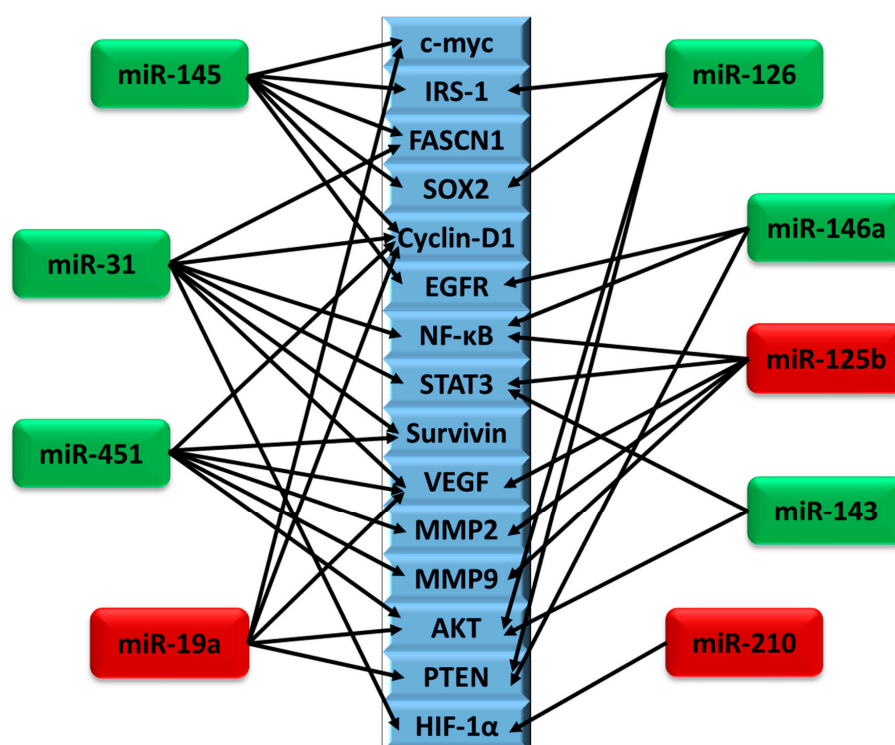 miR-145
miR-31
miR-451
miR-19a
c-myc
IRS-1
FASCN1
SOX2
Cyclin-D1
EGFR
NF-κB
STAT3
Survivin
VEGF
MMP2
MMP9
AKT
PTEN
HIF-1α
miR-126
miR-146a
miR-125b
miR-143
miR-210